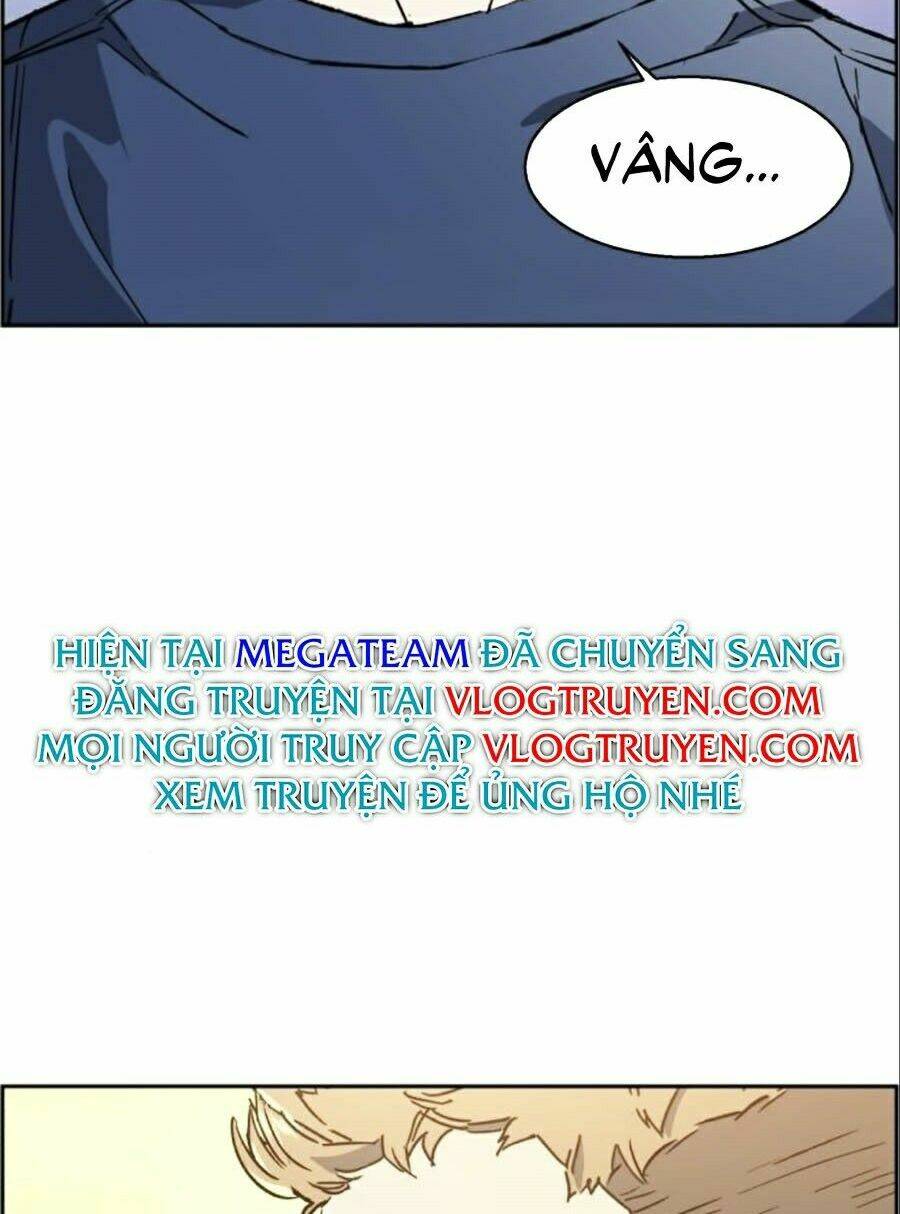 VÂNG...
HIỆN TẠI MEGATEAM ĐÃ CHUYỂN SANG
ĐĂNG TRUYỆN TẠI VLOGTRUYEN.COM
MỌI NGƯỜI TRUY CẬP VLOGTRUYEN.COM
XEM TRUYỆN ĐỂ ỦNG HỘ NHÉ